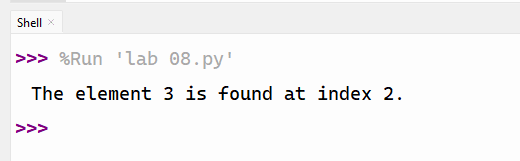 Shell ×
>>> %Run 'lab 08.py'
The element 3 is found at index 2.
>>>